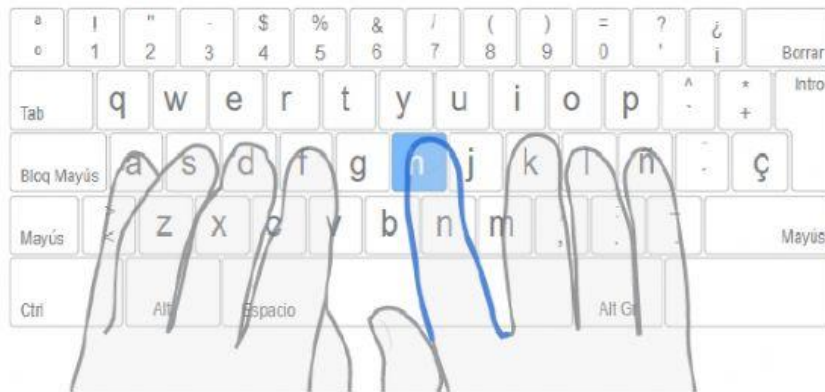 ª ! " · $ % & / ( ) = ? ¿
º 1 2 3 4 5 6 7 8 9 0 ' ¡ Borrar
Tab q w e r t y u i o p ^ ` * + Intro
Bloq Mayús a s d f g h j k l ñ ç
Mayús > < z x c v b n m ; , : . _ - Mayús
Ctrl Alt Espacio Alt Gr